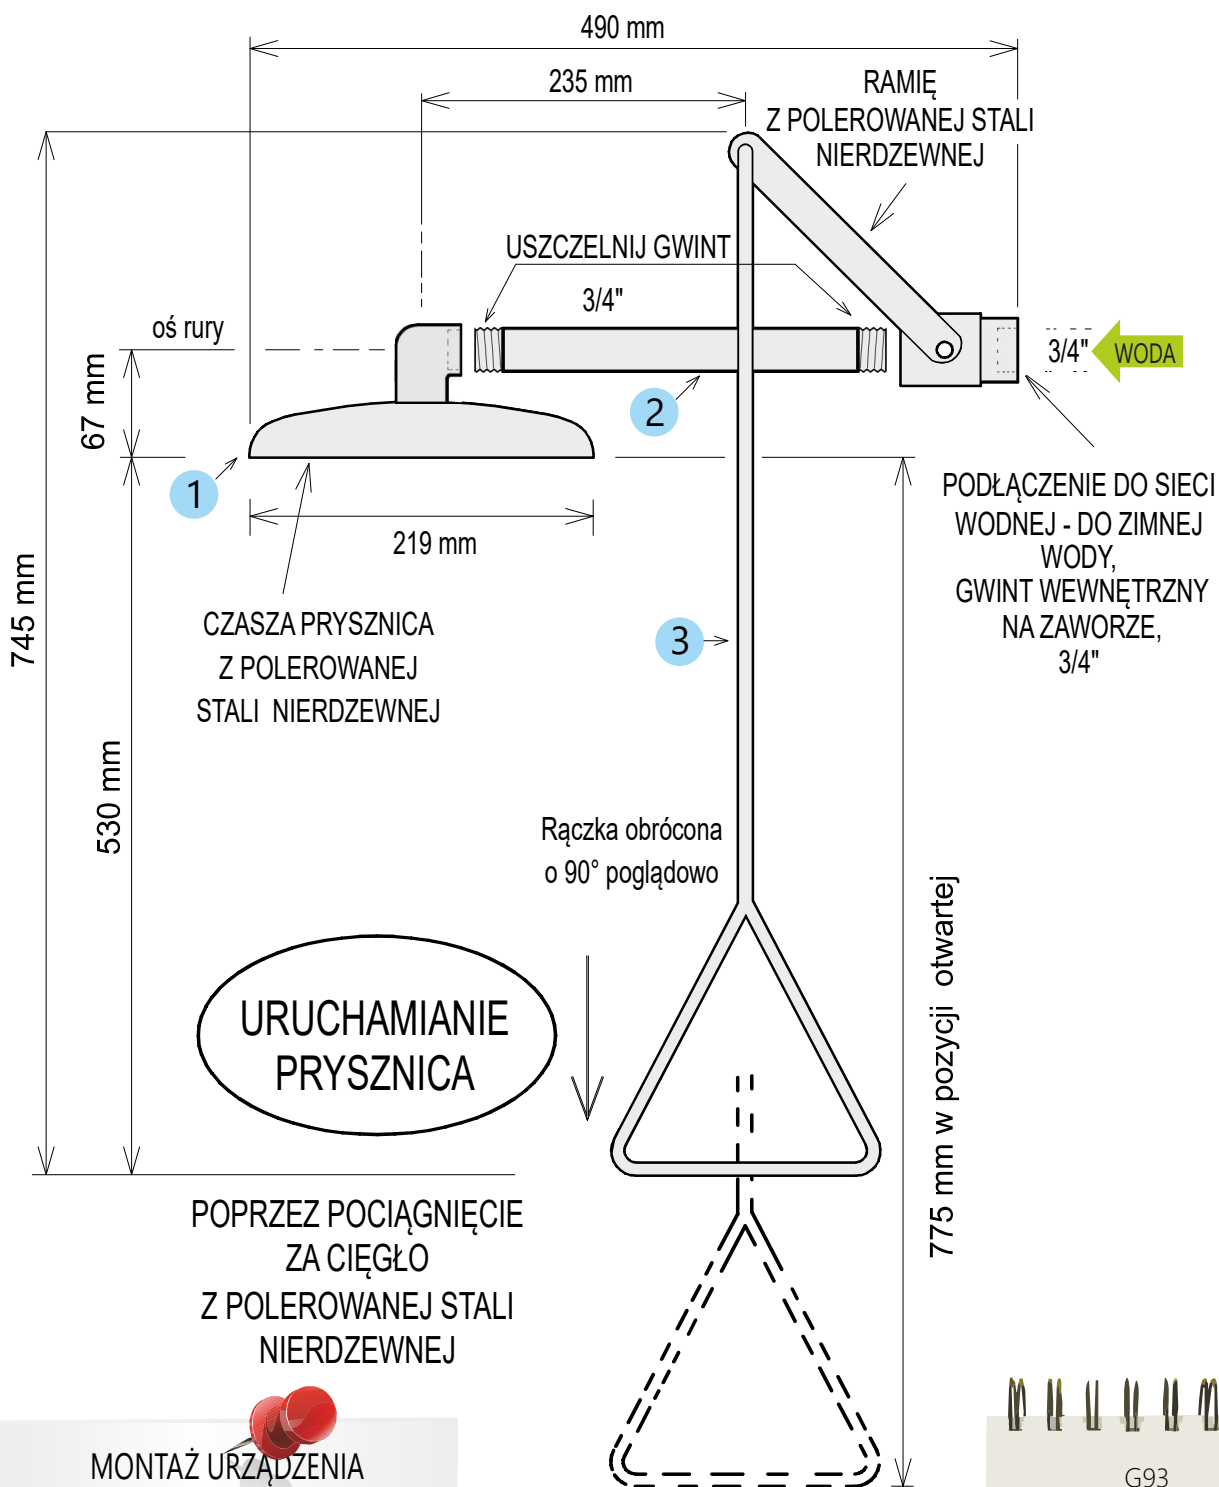 490 mm
235 mm
RAMIĘ
Z POLEROWANEJ STALI
NIERDZEWNEJ
USZCZELNIJ GWINT
3/4"
oś rury
3/4"
WODA
67 mm
2
1
219 mm
PODŁĄCZENIE DO SIECI
WODNEJ - DO ZIMNEJ
WODY,
GWINT WEWNĘTRZNY
NA ZAWORZE,
3/4"
745 mm
CZASZA PRYSZNICA
Z POLEROWANEJ
STALI NIERDZEWNEJ
3
530 mm
Rączka obrócona
o 90° poglądowo
775 mm w pozycji otwartej
URUCHAMIANIE
PRYSZNICA
POPRZEZ POCIĄGNIĘCIE
ZA CIĘGŁO
Z POLEROWANEJ STALI
NIERDZEWNEJ
MONTAŻ URZĄDZENIA
G93